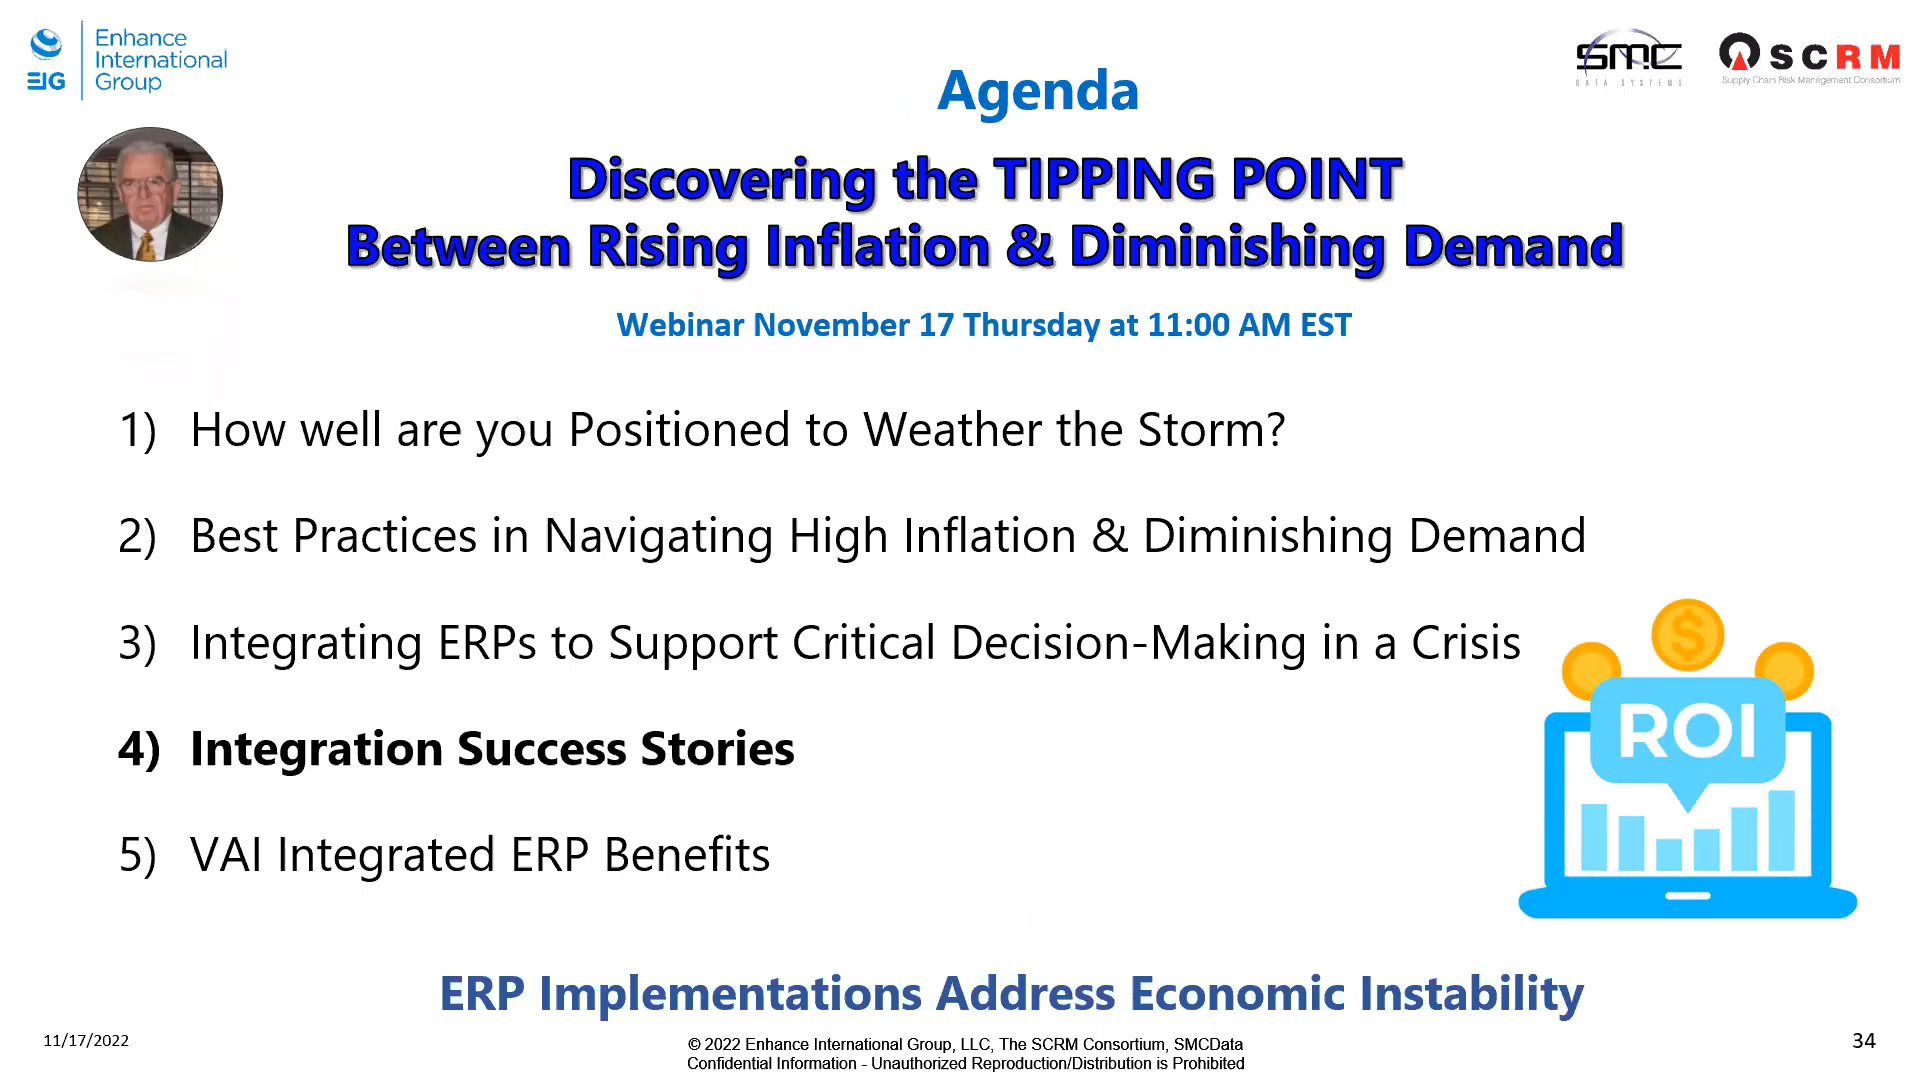 Enhance
International
Group
EIG
SMC
DATA SYSTEMS
SCRM
Supply Chain Risk Management Consortium
Agenda
Discovering the TIPPING POINT
Between Rising Inflation & Diminishing Demand
Webinar November 17 Thursday at 11:00 AM EST
1) How well are you Positioned to Weather the Storm?
2) Best Practices in Navigating High Inflation & Diminishing Demand
3) Integrating ERPs to Support Critical Decision-Making in a Crisis
4) Integration Success Stories
5) VAI Integrated ERP Benefits
$
ROI
ERP Implementations Address Economic Instability
11/17/2022
© 2022 Enhance International Group, LLC, The SCRM Consortium, SMCData
Confidential Information - Unauthorized Reproduction/Distribution is Prohibited
34